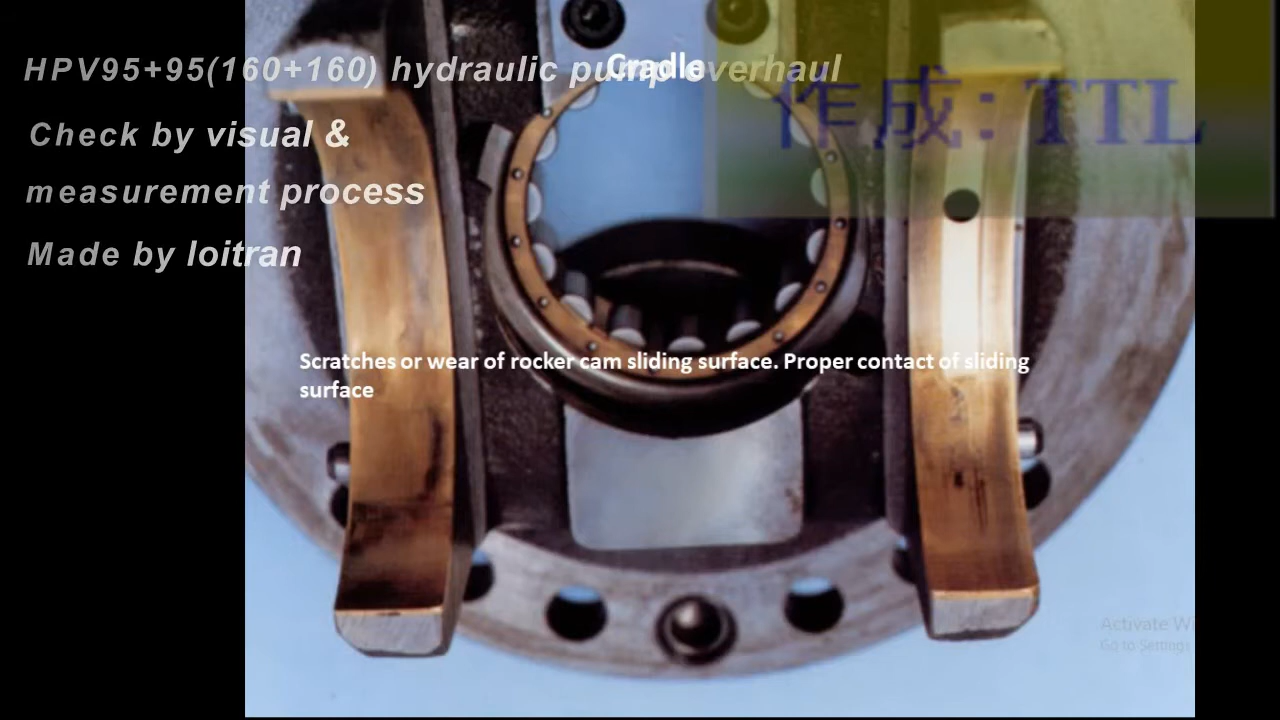 HPV95+95(160+160) hydraulic pump overhaul
Cradle
作成: TTL
Check by visual &
measurement process
Made by loitran
Scratches or wear of rocker cam sliding surface. Proper contact of sliding
surface
Activate
Go to Settings